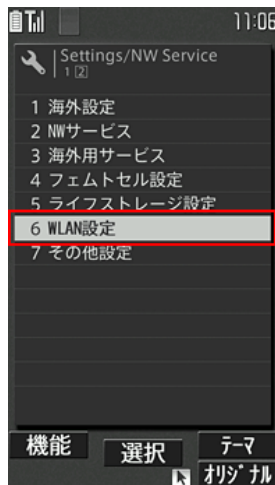 11:06
Settings/NW Service
1 2
1 海外設定
2 NWサービス
3 海外用サービス
4 フェムトセル設定
5 ライフストレージ設定
6 WLAN設定
7 その他設定
機能
選択
テーマ
オリジナル